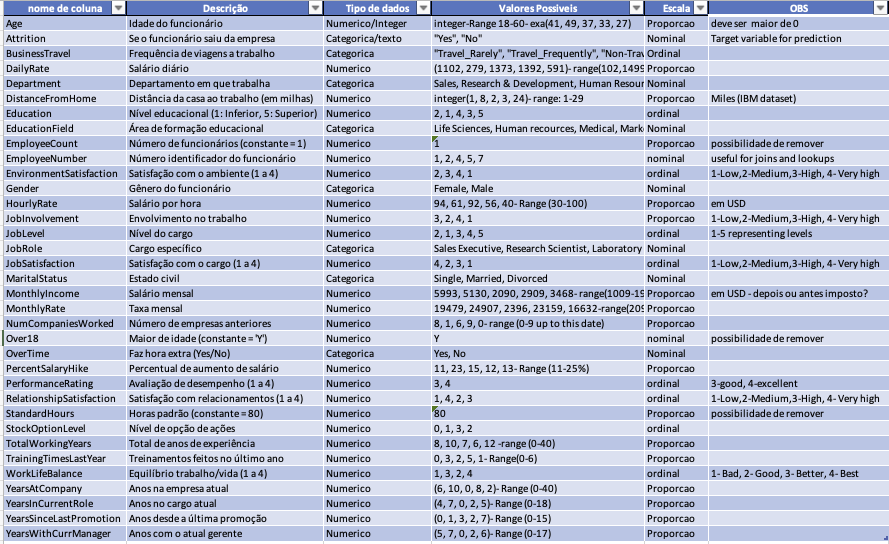 nome de coluna | Descrição | Tipo de dados | Valores Possiveis | Escala | OBS
Age | Idade do funcionário | Numerico/Integer | integer-Range 18-60- exa(41, 49, 37, 33, 27) | Proporcao | deve ser maior de 0
Attrition | Se o funcionário saiu da empresa | Categorica/texto | "Yes", "No" | Nominal | Target variable for prediction
BusinessTravel | Frequência de viagens a trabalho | Categorica | "Travel_Rarely", "Travel_Frequently", "Non-Trav | Ordinal
DailyRate | Salário diário | Numerico | (1102, 279, 1373, 1392, 591)- range(102,1499 | Proporcao
Department | Departamento em que trabalha | Categorica | Sales, Research & Development, Human Resour | Nominal
DistanceFromHome | Distância da casa ao trabalho (em milhas) | Numerico | integer(1, 8, 2, 3, 24)- range: 1-29 | Proporcao | Miles (IBM dataset)
Education | Nível educacional (1: Inferior, 5: Superior) | Numerico | 2, 1, 4, 3, 5 | ordinal
EducationField | Área de formação educacional | Categorica | Life Sciences, Human recources, Medical, Mark | Nominal
EmployeeCount | Número de funcionários (constante = 1) | Numerico | 1 | Proporcao | possibilidade de remover
EmployeeNumber | Número identificador do funcionário | Numerico | 1, 2, 4, 5, 7 | nominal | useful for joins and lookups
EnvironmentSatisfaction | Satisfação com o ambiente (1 a 4) | Numerico | 2, 3, 4, 1 | ordinal | 1-Low,2-Medium,3-High, 4- Very high
Gender | Gênero do funcionário | Categorica | Female, Male | Nominal
HourlyRate | Salário por hora | Numerico | 94, 61, 92, 56, 40- Range (30-100) | Proporcao | em USD
JobInvolvement | Envolvimento no trabalho | Numerico | 3, 2, 4, 1 | Proporcao | 1-Low,2-Medium,3-High, 4- Very high
JobLevel | Nível do cargo | Numerico | 2, 1, 3, 4, 5 | ordinal | 1-5 representing levels
JobRole | Cargo específico | Categorica | Sales Executive, Research Scientist, Laboratory | Nominal
JobSatisfaction | Satisfação com o cargo (1 a 4) | Numerico | 4, 2, 3, 1 | ordinal | 1-Low,2-Medium,3-High, 4- Very high
MaritalStatus | Estado civil | Categorica | Single, Married, Divorced | Nominal
MonthlyIncome | Salário mensal | Numerico | 5993, 5130, 2090, 2909, 3468- range(1009-19 | Proporcao | em USD - depois ou antes imposto?
MonthlyRate | Taxa mensal | Numerico | 19479, 24907, 2396, 23159, 16632-range(209 | Proporcao
NumCompaniesWorked | Número de empresas anteriores | Numerico | 8, 1, 6, 9, 0- range (0-9 up to this date) | Proporcao
Over18 | Maior de idade (constante = 'Y') | Numerico | Y | nominal | possibilidade de remover
OverTime | Faz hora extra (Yes/No) | Categorica | Yes, No | Nominal
PercentSalaryHike | Percentual de aumento de salário | Numerico | 11, 23, 15, 12, 13- Range (11-25%) | Proporcao
PerformanceRating | Avaliação de desempenho (1 a 4) | Numerico | 3, 4 | ordinal | 3-good, 4-excellent
RelationshipSatisfaction | Satisfação com relacionamentos (1 a 4) | Numerico | 1, 4, 2, 3 | ordinal | 1-Low,2-Medium,3-High, 4- Very high
StandardHours | Horas padrão (constante = 80) | Numerico | 80 | Proporcao | possibilidade de remover
StockOptionLevel | Nível de opção de ações | Numerico | 0, 1, 3, 2 | ordinal
TotalWorkingYears | Total de anos de experiência | Numerico | 8, 10, 7, 6, 12 -range (0-40) | Proporcao
TrainingTimesLastYear | Treinamentos feitos no último ano | Numerico | 0, 3, 2, 5, 1- Range(0-6) | Proporcao
WorkLifeBalance | Equilíbrio trabalho/vida (1 a 4) | Numerico | 1, 3, 2, 4 | ordinal | 1- Bad, 2- Good, 3- Better, 4- Best
YearsAtCompany | Anos na empresa atual | Numerico | (6, 10, 0, 8, 2)- Range (0-40) | Proporcao
YearsInCurrentRole | Anos no cargo atual | Numerico | (4, 7, 0, 2, 5)- Range (0-18) | Proporcao
YearsSinceLastPromotion | Anos desde a última promoção | Numerico | (0, 1, 3, 2, 7)- Range (0-15) | Proporcao
YearsWithCurrManager | Anos com o atual gerente | Numerico | (5, 7, 0, 2, 6)- Range (0-17) | Proporcao